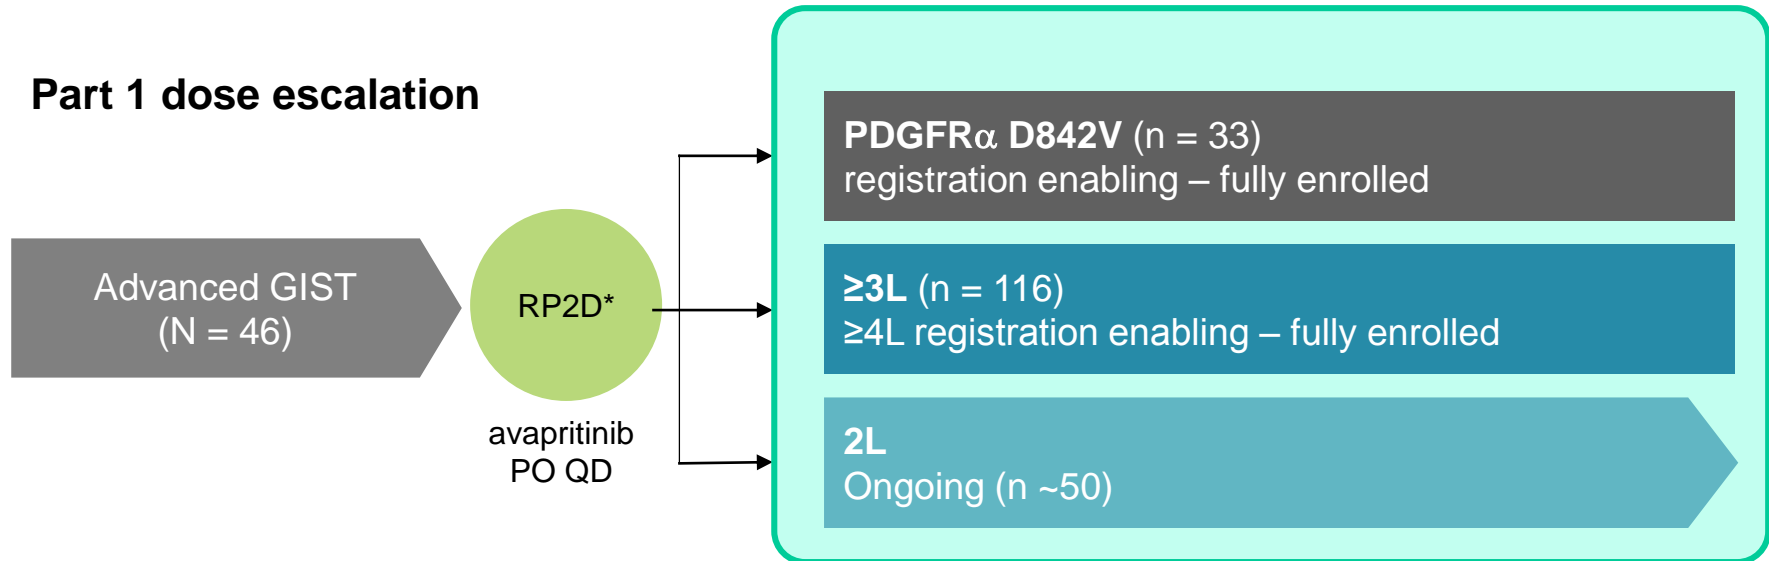 Part 1 dose escalation
Advanced GIST
(N = 46)
RP2D*
avapritinib
PO QD
PDGFRα D842V (n = 33)
registration enabling – fully enrolled
≥3L (n = 116)
≥4L registration enabling – fully enrolled
2L
Ongoing (n ~50)